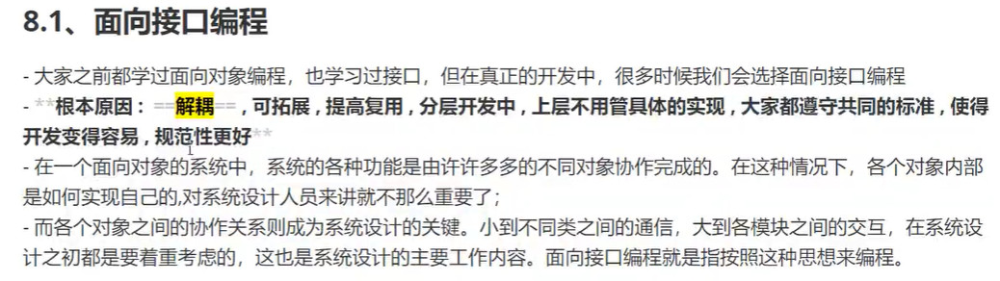 8.1、面向接口编程
- 大家之前都学过面向对象编程，也学习过接口，但在真正的开发中，很多时候我们会选择面向接口编程
- **根本原因：==解耦==, 可拓展 , 提高复用 , 分层开发中 , 上层不用管具体的实现 , 大家都遵守共同的标准 , 使得
开发变得容易 , 规范性更好**
- 在一个面向对象的系统中，系统的各种功能是由许许多多的不同对象协作完成的。在这种情况下，各个对象内部
是如何实现自己的,对系统设计人员来讲就不那么重要了；
- 而各个对象之间的协作关系则成为系统设计的关键。小到不同类之间的通信，大到各模块之间的交互，在系统设
计之初都是要着重考虑的，这也是系统设计的主要工作内容。面向接口编程就是指按照这种思想来编程。